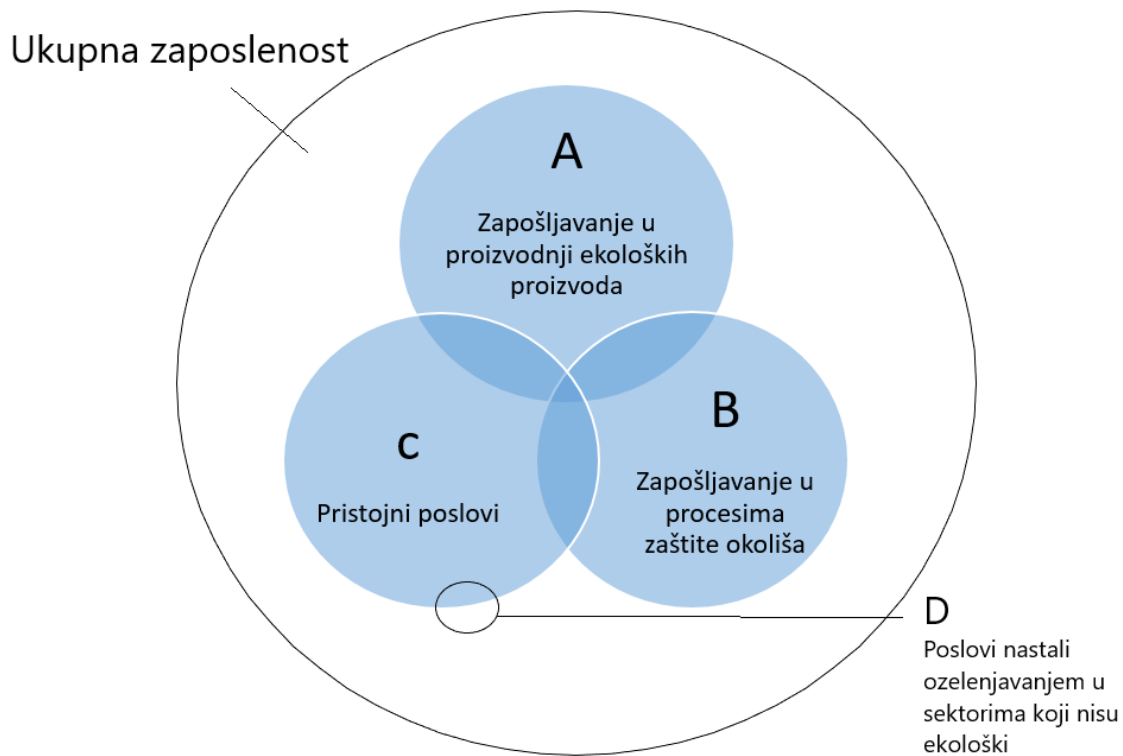 Ukupna zaposlenost
A
Zapošljavanje u
proizvodnji ekoloških
proizvoda
c
Pristojni poslovi
B
Zapošljavanje u
procesima
zaštite okoliša
D
Poslovi nastali
ozelenjavanjem u
sektorima koji nisu
ekološki